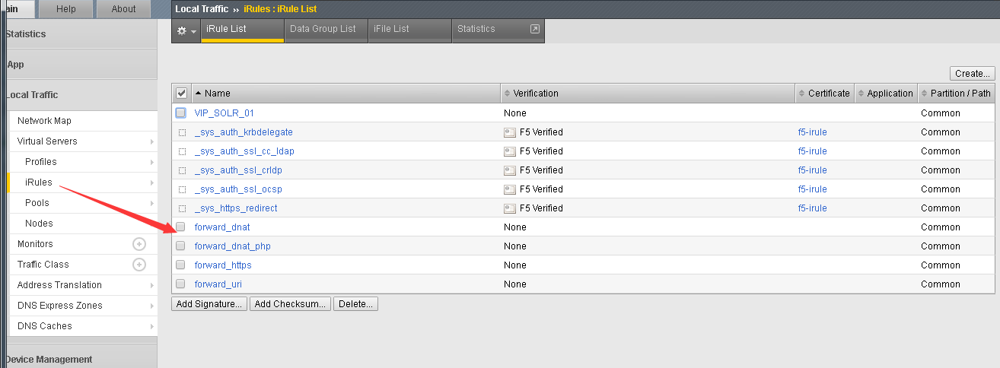 ain Help About
Local Traffic ›› iRules : iRule List
iRule List Data Group List iFile List Statistics
Statistics
App
Local Traffic
Network Map
Virtual Servers
Profiles
iRules
Pools
Nodes
Monitors
Traffic Class
Address Translation
DNS Express Zones
DNS Caches
Device Management
Create...
Name Verification Certificate Application Partition / Path
VIP_SOLR_01 None Common
_sys_auth_krbdelegate F5 Verified f5-irule Common
_sys_auth_ssl_cc_ldap F5 Verified f5-irule Common
_sys_auth_ssl_crldp F5 Verified f5-irule Common
_sys_auth_ssl_ocsp F5 Verified f5-irule Common
_sys_https_redirect F5 Verified f5-irule Common
forward_dnat None Common
forward_dnat_php None Common
forward_https None Common
forward_uri None Common
Add Signature... Add Checksum... Delete...